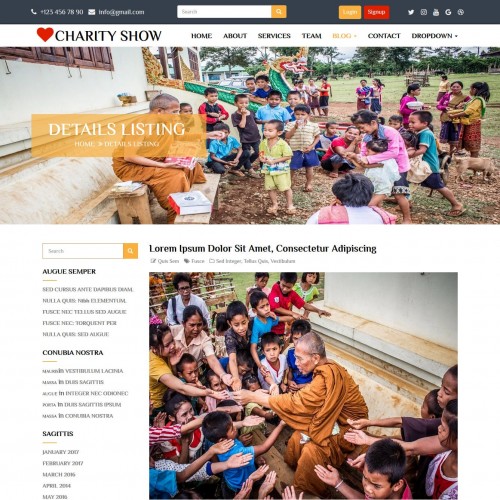 +123 456 78 90 info@gmail.com Search Login Signup
CHARITY SHOW HOME ABOUT SERVICES TEAM BLOG CONTACT DROPDOWN
DETAILS LISTING
HOME » DETAILS LISTING
Search
AUGUE SEMPER
SED CURSUS ANTE DAPIBUS DIAM.
NULLA QUIS: Nibh ELEMENTUM,
FUSCE NEC TELLUS SED AUGUE
FUSCE NEC: TORQUENT PER
NULLA QUIS: SED AUGUE
CONUBIA NOSTRA
in VESTIBULUM LACINIA
MASSA in DUIS SAGITTIS
AUGUE in INTEGER NEC ODIONEC
PORTA in DUIS SAGITTIS IPSUM
MASSA in CONUBIA NOSTRA
SAGITTIS
JANUARY 2017
FEBRUARY 2017
MARCH 2016
APRIL 2014
MAY 2016
Lorem Ipsum Dolor Sit Amet, Consectetur Adipiscing
Quis Sem Fusce Sed Integer, Tellus Quis, Vestibulum